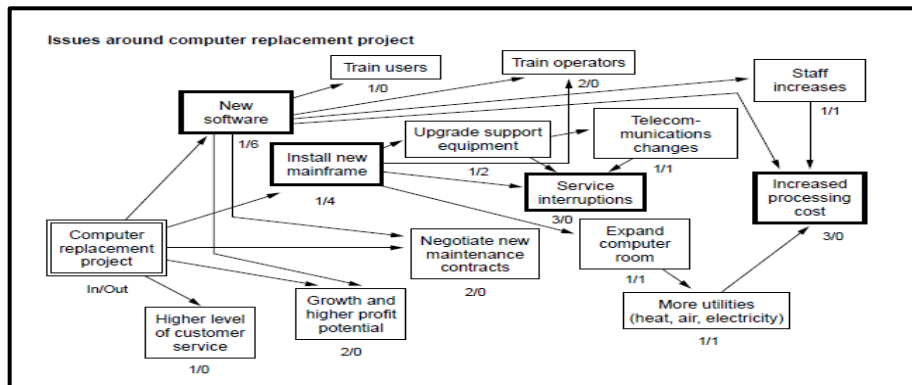 Issues around computer replacement project
Train users
1/0
Train operators
2/0
Staff
increases
1/1
New
software
1/6
Upgrade support
equipment
1/2
Telecom-
munications
changes
1/1
Install new
mainframe
1/4
Service
interruptions
3/0
Increased
processing
cost
3/0
Computer
replacement
project
In/Out
Negotiate new
maintenance
contracts
2/0
Expand
computer
room
1/1
Higher level
of customer
service
1/0
Growth and
higher profit
potential
2/0
More utilities
(heat, air, electricity)
1/1